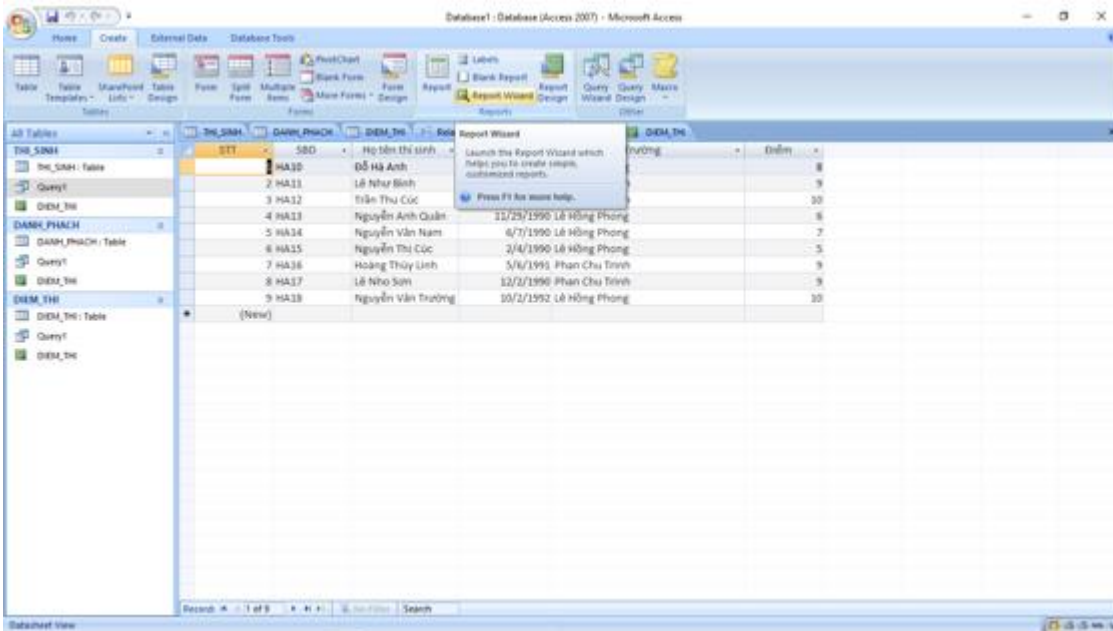 Database1 : Database (Access 2007) - Microsoft Access
Home Create External Data Database Tools
PivotChart Labels
Blank Form Blank Report
Table Table Templates SharePoint Lists Table Design Form Split Form Multiple Items More Forms Form Design Report Report Wizard Report Design Query Wizard Query Design Macro
Tables Forms Reports Other
All Tables THI_SINH DANH_PHACH DIEM_THI Rela DIEM_THI
Report Wizard
Launch the Report Wizard which helps you to create simple, customized reports.
Press F1 for more help.
THI_SINH
THI_SINH : Table
Query1
DIEM_THI
DANH_PHACH
DANH_PHACH : Table
Query1
DIEM_THI
DIEM_THI
DIEM_THI : Table
Query1
DIEM_THI
STT SBD Họ tên thí sinh Trường Điểm
HA10 Đỗ Hà Anh 8
2 HA11 Lê Như Bình 9
3 HA12 Trần Thu Cúc 10
4 HA13 Nguyễn Anh Quân 11/29/1990 Lê Hồng Phong 6
5 HA14 Nguyễn Văn Nam 6/7/1990 Lê Hồng Phong 7
6 HA15 Nguyễn Thị Cúc 2/4/1990 Lê Hồng Phong 5
7 HA16 Hoàng Thùy Linh 5/6/1991 Phan Chu Trinh 9
8 HA17 Lê Nho Sơn 12/2/1990 Phan Chu Trinh 9
9 HA18 Nguyễn Văn Trường 10/2/1992 Lê Hồng Phong 10
(New)
Record: 1 of 9 No Filter Search
Datasheet View